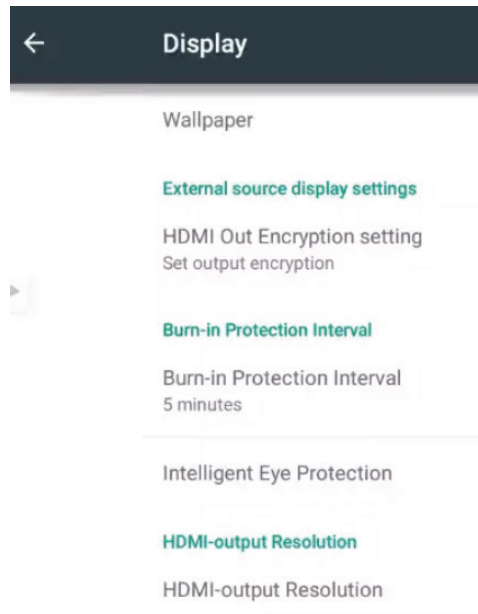 Display
Wallpaper
External source display settings
HDMI Out Encryption setting
Set output encryption
Burn-in Protection Interval
Burn-in Protection Interval
5 minutes
Intelligent Eye Protection
HDMI-output Resolution
HDMI-output Resolution